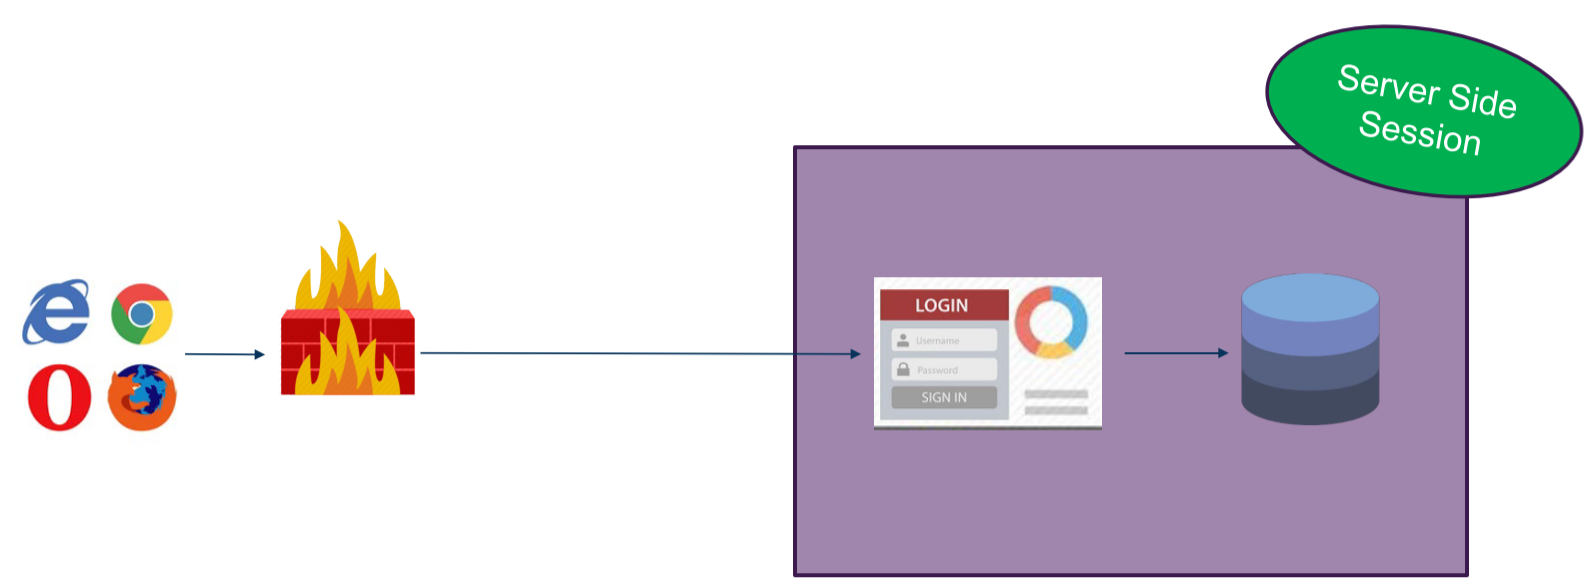 Server Side
Session
LOGIN
Username
Password
SIGN IN